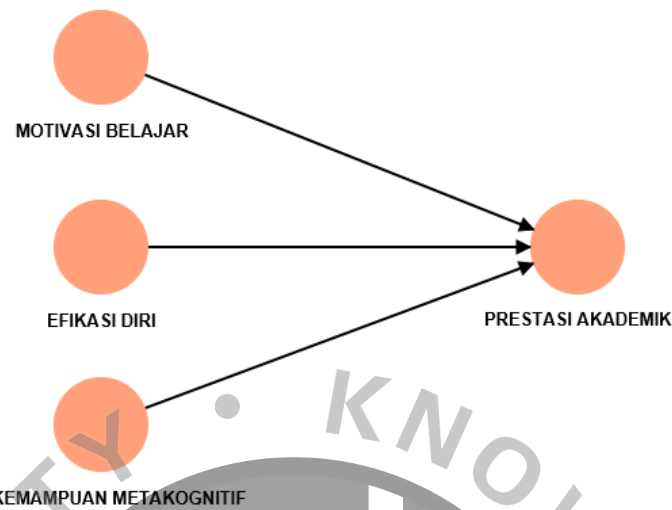 MOTIVASI BELAJAR
EFIKASI DIRI
PRESTASI AKADEMIK
KEMAMPUAN METAKOGNITIF